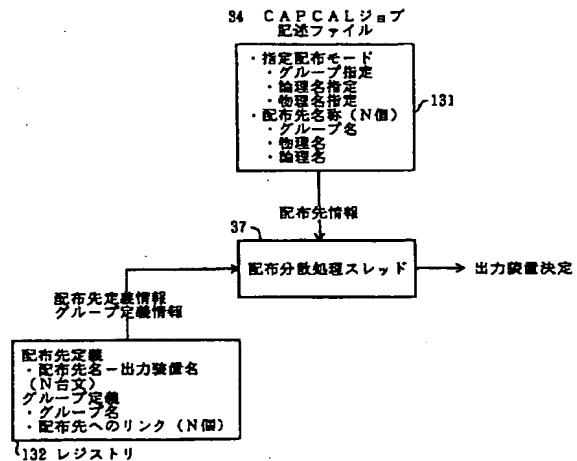 34 CAPCALジョブ
記述ファイル
・指定配布モード
・グループ指定
・論理名指定
・物理名指定
・配布先名称(N個)
・グループ名
・物理名
・論理名
131
配布先情報
37
配布分散処理スレッド
出力装置決定
配布先定義情報
グループ定義情報
配布先定義
・配布先名-出力装置名
(N台文)
グループ定義
・グループ名
・配布先へのリンク(N個)
132 レジストリ